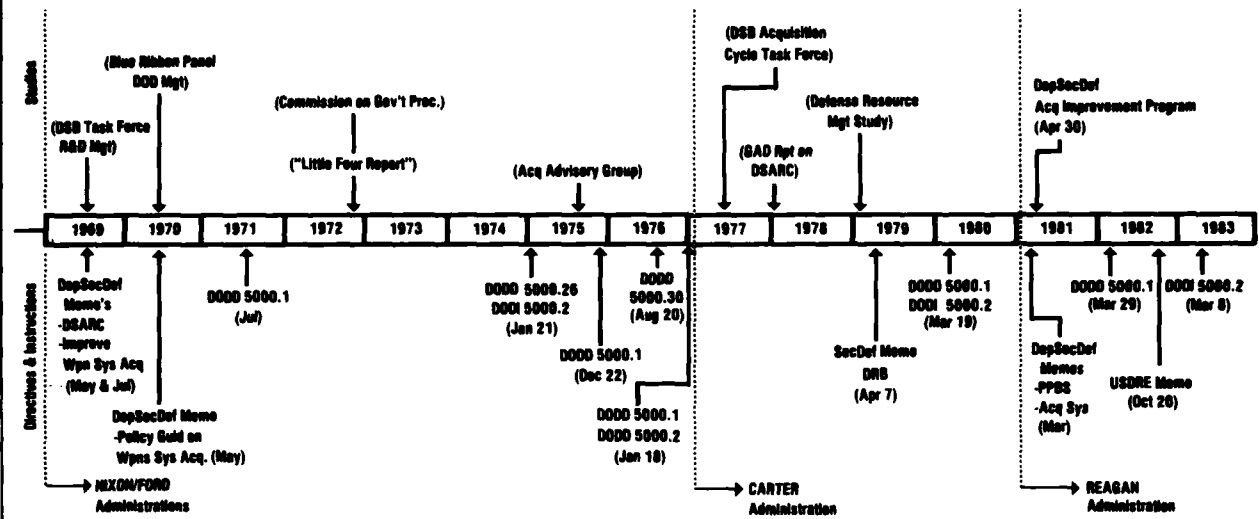 Studies
(Blue Ribbon Panel
DOD Mgt)
(DSB Task Force
R&D Mgt)
(Commission on Gov't Proc.)
("Little Four Report")
(Acq Advisory Group)
(DSB Acquisition
Cycle Task Force)
(GAO Rpt on
DSARC)
(Defense Resource
Mgt Study)
DepSecDef
Acq Improvement Program
(Apr 30)
1969 1970 1971 1972 1973 1974 1975 1976 1977 1978 1979 1980 1981 1982 1983
Directives & Instructions
DepSecDef
Memo's
-DSARC
-Improve
Wpn Sys Acq
(May & Jul)
DepSecDef Memo
-Policy Guid on
Wpns Sys Acq. (May)
DODD 5000.1
(Jul)
DODD 5000.26
DODI 5000.2
(Jan 21)
DODD 5000.1
(Dec 22)
DODD
5000.30
(Aug 20)
DODD 5000.1
DODD 5000.2
(Jan 18)
SecDef Memo
DRB
(Apr 7)
DODD 5000.1
DODI 5000.2
(Mar 19)
DepSecDef
Memos
-PPBS
-Acq Sys
(Mar)
DODD 5000.1
(Mar 29)
USDRE Memo
(Oct 26)
DODI 5000.2
(Mar 8)
NIXON/FORD
Administrations
CARTER
Administration
REAGAN
Administration